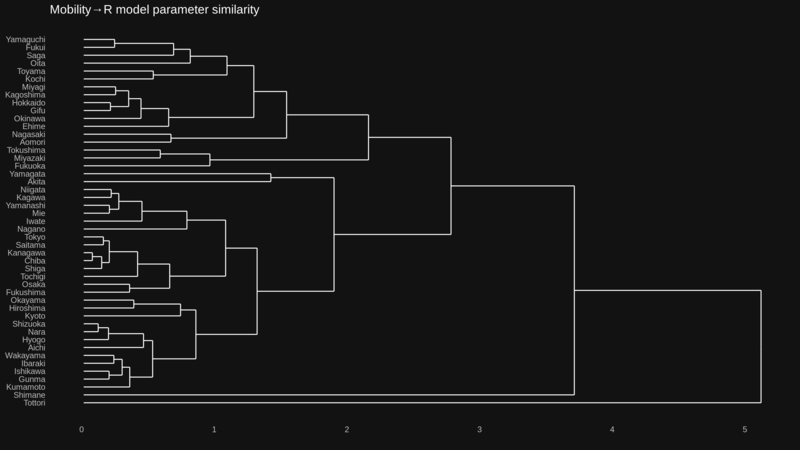 Mobility→R model parameter similarity
Yamaguchi
Fukui
Saga
Oita
Toyama
Kochi
Miyagi
Kagoshima
Hokkaido
Gifu
Okinawa
Ehime
Nagasaki
Aomori
Tokushima
Miyazaki
Fukuoka
Yamagata
Akita
Niigata
Kagawa
Yamanashi
Mie
Iwate
Nagano
Tokyo
Saitama
Kanagawa
Chiba
Shiga
Tochigi
Osaka
Fukushima
Okayama
Hiroshima
Kyoto
Shizuoka
Nara
Hyogo
Aichi
Wakayama
Ibaraki
Ishikawa
Gunma
Kumamoto
Shimane
Tottori
0 1 2 3 4 5